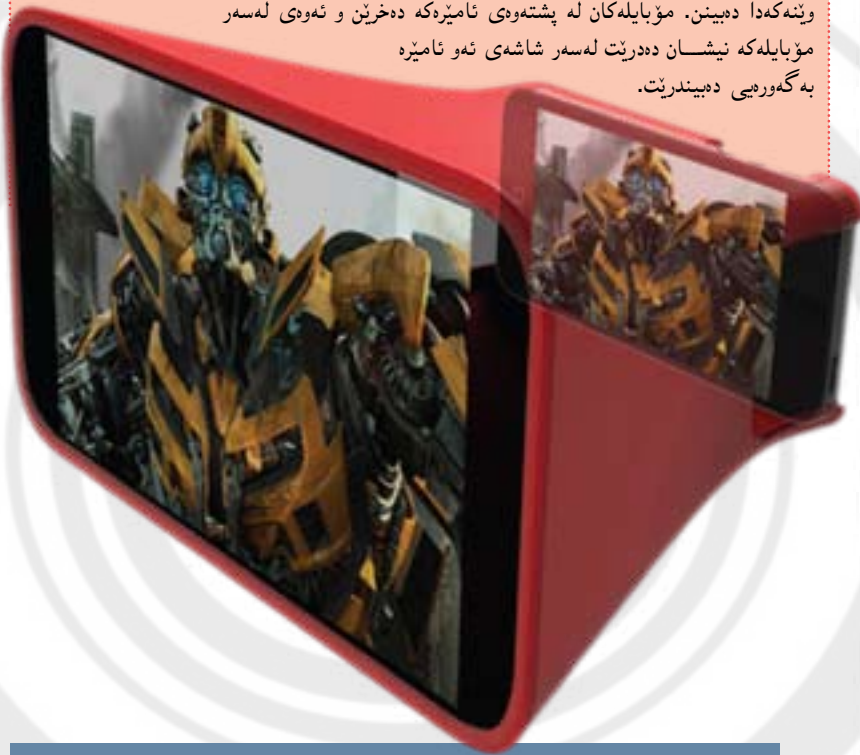 وێنەکەدا دەبینن. مۆبایلەکان لە پشتەوەی ئامێرەکە دەخرێن و ئەوەی لەسەر
مۆبایلەکە نیشـــان دەدرێت لەسەر شاشەی ئەو ئامێرە
بەگەورەیی دەبیندرێت.